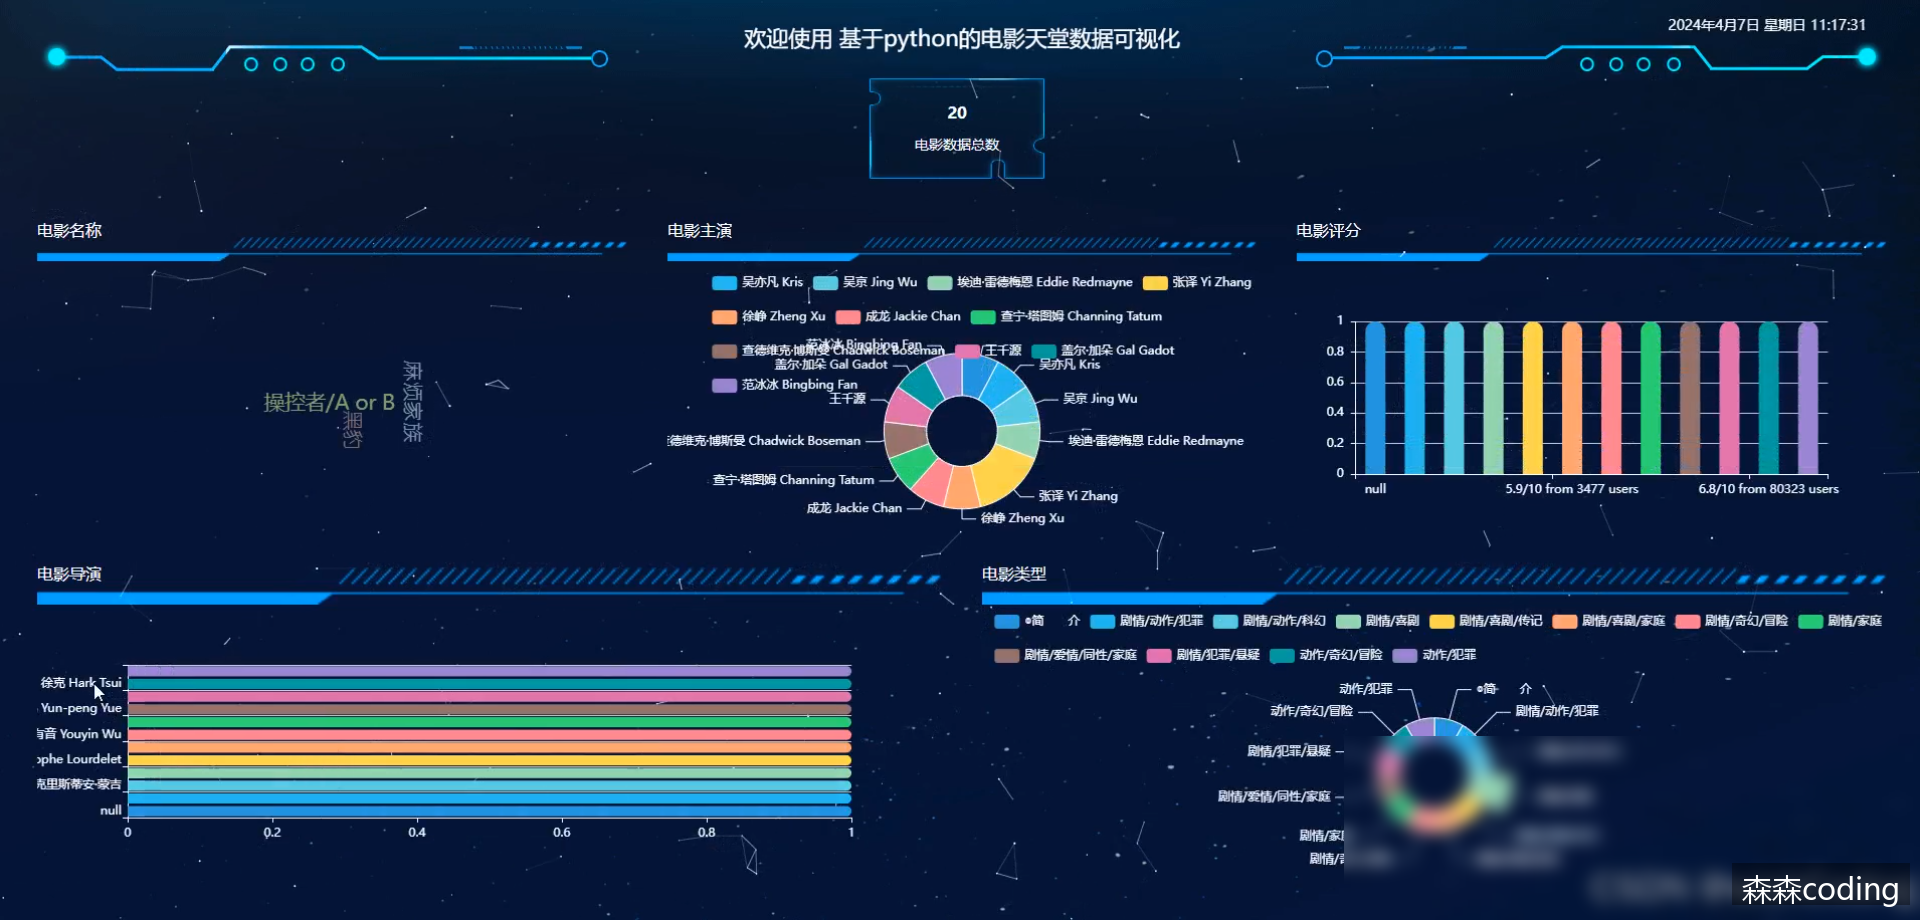 欢迎使用 基于python的电影天堂数据可视化
2024年4月7日 星期日 11:17:31
20
电影数据总数
电影名称
操控者/A or B
麻烦家族
黑豹
电影主演
吴亦凡 Kris
吴京 Jing Wu
埃迪·雷德梅恩 Eddie Redmayne
张译 Yi Zhang
徐峥 Zheng Xu
成龙 Jackie Chan
查宁·塔图姆 Channing Tatum
查德维克·博斯曼 Chadwick Boseman
王千源
盖尔·加朵 Gal Gadot
范冰冰 Bingbing Fan
范冰冰 Bingbing Fan
盖尔·加朵 Gal Gadot
王千源
德维克·博斯曼 Chadwick Boseman
查宁·塔图姆 Channing Tatum
成龙 Jackie Chan
吴亦凡 Kris
吴京 Jing Wu
埃迪·雷德梅恩 Eddie Redmayne
张译 Yi Zhang
徐峥 Zheng Xu
电影评分
1
0.8
0.6
0.4
0.2
0
null
5.9/10 from 3477 users
6.8/10 from 80323 users
电影导演
徐克 Hark Tsui
Yun-peng Yue
音 Youyin Wu
ophe Lourdelet
克里斯蒂安·蒙吉
null
0
0.2
0.4
0.6
0.8
1
电影类型
●简 介
剧情/动作/犯罪
剧情/动作/科幻
剧情/喜剧
剧情/喜剧/传记
剧情/喜剧/家庭
剧情/奇幻/冒险
剧情/家庭
剧情/爱情/同性/家庭
剧情/犯罪/悬疑
动作/奇幻/冒险
动作/犯罪
动作/犯罪
动作/奇幻/冒险
剧情/犯罪/悬疑
剧情/爱情/同性/家庭
剧情/家
剧情/
●简 介
剧情/动作/犯罪
森森coding